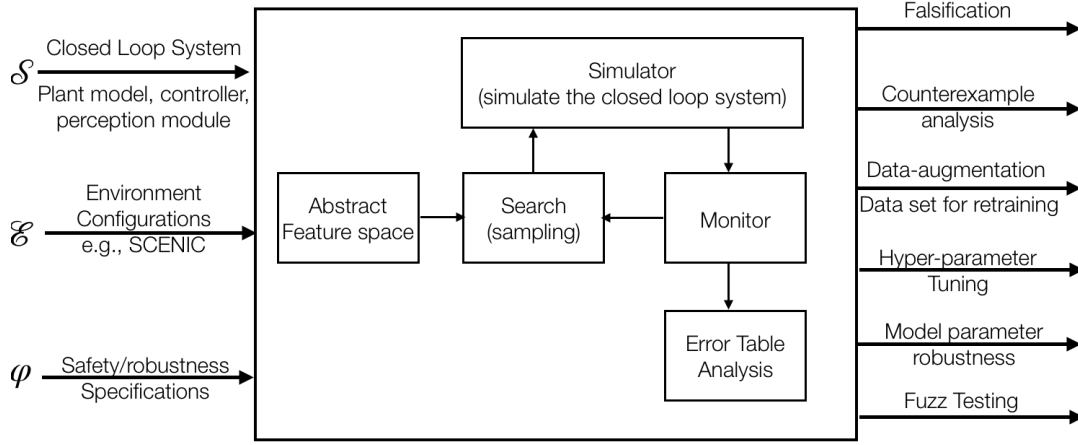 𝒮
Closed Loop System
Plant model, controller,
perception module
ℰ
Environment
Configurations
e.g., SCENIC
φ
Safety/robustness
Specifications
Simulator
(simulate the closed loop system)
Abstract
Feature space
Search
(sampling)
Monitor
Error Table
Analysis
Falsification
Counterexample
analysis
Data-augmentation
Data set for retraining
Hyper-parameter
Tuning
Model parameter
robustness
Fuzz Testing